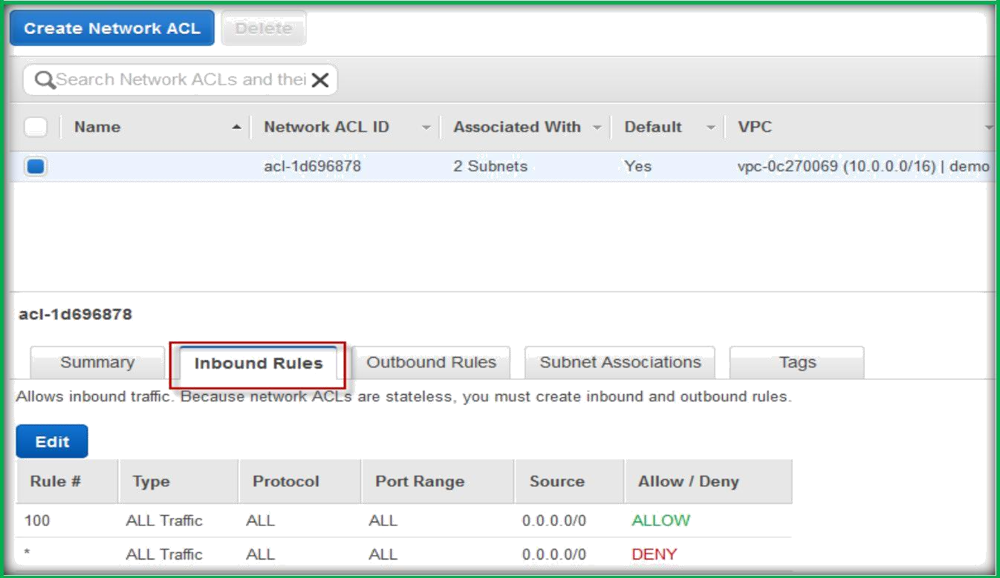 Create Network ACL Delete
Search Network ACLs and thei
Name Network ACL ID Associated With Default VPC
acl-1d696878 2 Subnets Yes vpc-0c270069 (10.0.0.0/16) | demo
acl-1d696878
Summary Inbound Rules Outbound Rules Subnet Associations Tags
Allows inbound traffic. Because network ACLs are stateless, you must create inbound and outbound rules.
Edit
Rule # Type Protocol Port Range Source Allow / Deny
100 ALL Traffic ALL ALL 0.0.0.0/0 ALLOW
* ALL Traffic ALL ALL 0.0.0.0/0 DENY